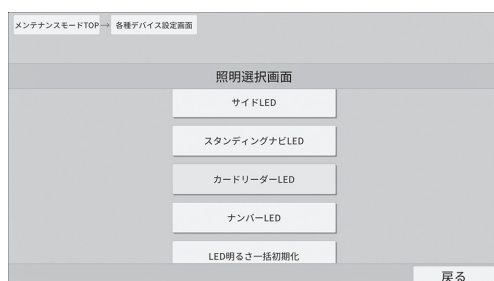 メンテナンスモードTOP → 各種デバイス設定画面
照明選択画面
サイドLED
スタンディングナビLED
カードリーダーLED
ナンバーLED
LED明るさ一括初期化
戻る